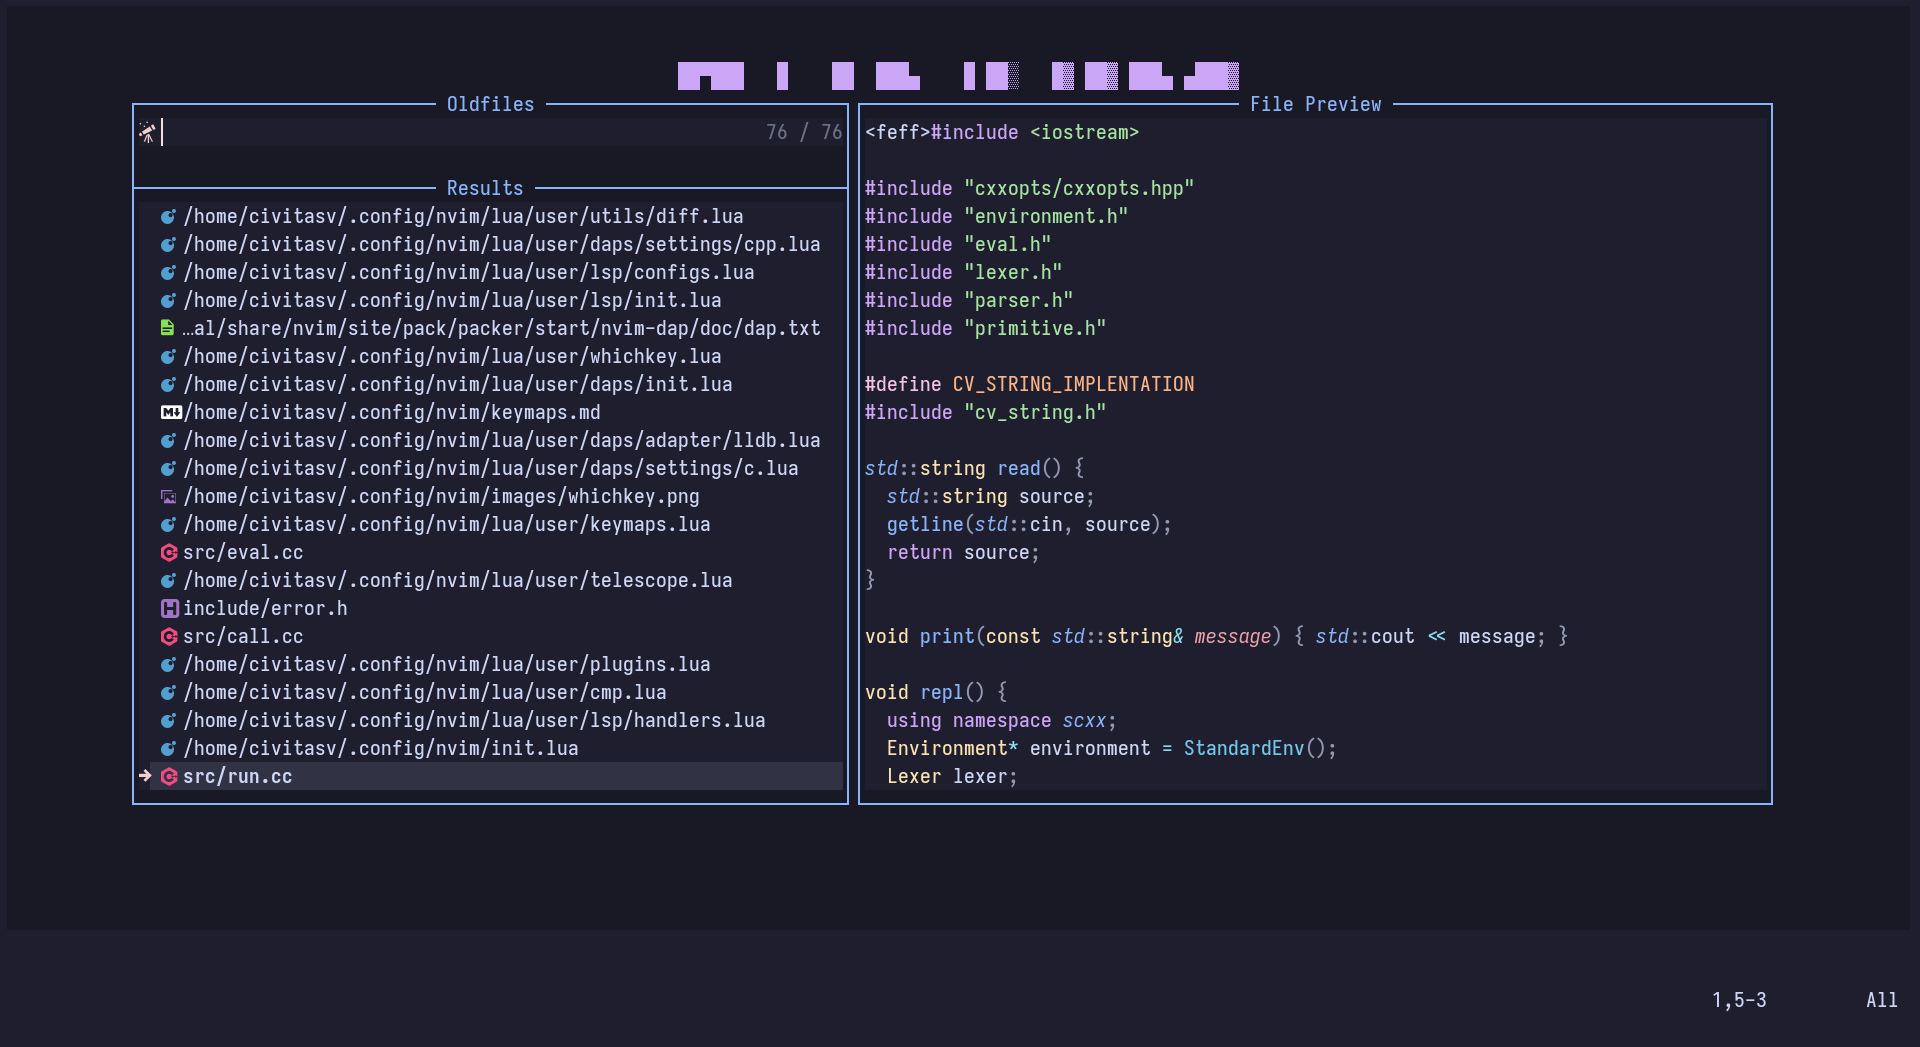 Oldfiles
76 / 76
Results
/home/civitasv/.config/nvim/lua/user/utils/diff.lua
/home/civitasv/.config/nvim/lua/user/daps/settings/cpp.lua
/home/civitasv/.config/nvim/lua/user/lsp/configs.lua
/home/civitasv/.config/nvim/lua/user/lsp/init.lua
…al/share/nvim/site/pack/packer/start/nvim-dap/doc/dap.txt
/home/civitasv/.config/nvim/lua/user/whichkey.lua
/home/civitasv/.config/nvim/lua/user/daps/init.lua
/home/civitasv/.config/nvim/keymaps.md
/home/civitasv/.config/nvim/lua/user/daps/adapter/lldb.lua
/home/civitasv/.config/nvim/lua/user/daps/settings/c.lua
/home/civitasv/.config/nvim/images/whichkey.png
/home/civitasv/.config/nvim/lua/user/keymaps.lua
src/eval.cc
/home/civitasv/.config/nvim/lua/user/telescope.lua
include/error.h
src/call.cc
/home/civitasv/.config/nvim/lua/user/plugins.lua
/home/civitasv/.config/nvim/lua/user/cmp.lua
/home/civitasv/.config/nvim/lua/user/lsp/handlers.lua
/home/civitasv/.config/nvim/init.lua
src/run.cc
File Preview
<feff>#include <iostream>
#include "cxxopts/cxxopts.hpp"
#include "environment.h"
#include "eval.h"
#include "lexer.h"
#include "parser.h"
#include "primitive.h"
#define CV_STRING_IMPLENTATION
#include "cv_string.h"
std::string read() {
  std::string source;
  getline(std::cin, source);
  return source;
}
void print(const std::string& message) { std::cout << message; }
void repl() {
  using namespace scxx;
  Environment* environment = StandardEnv();
  Lexer lexer;
1,5-3 All